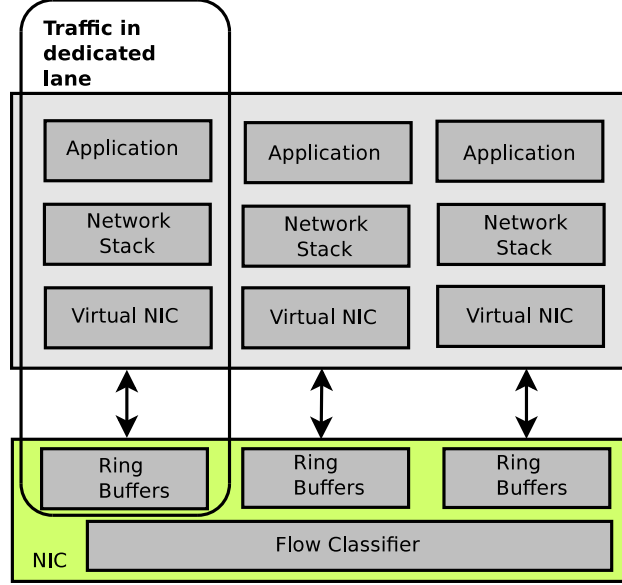 Traffic in
dedicated
lane
Application
Application
Application
Network
Stack
Network
Stack
Network
Stack
Virtual NIC
Virtual NIC
Virtual NIC
Ring
Buffers
Ring
Buffers
Ring
Buffers
Flow Classifier
NIC